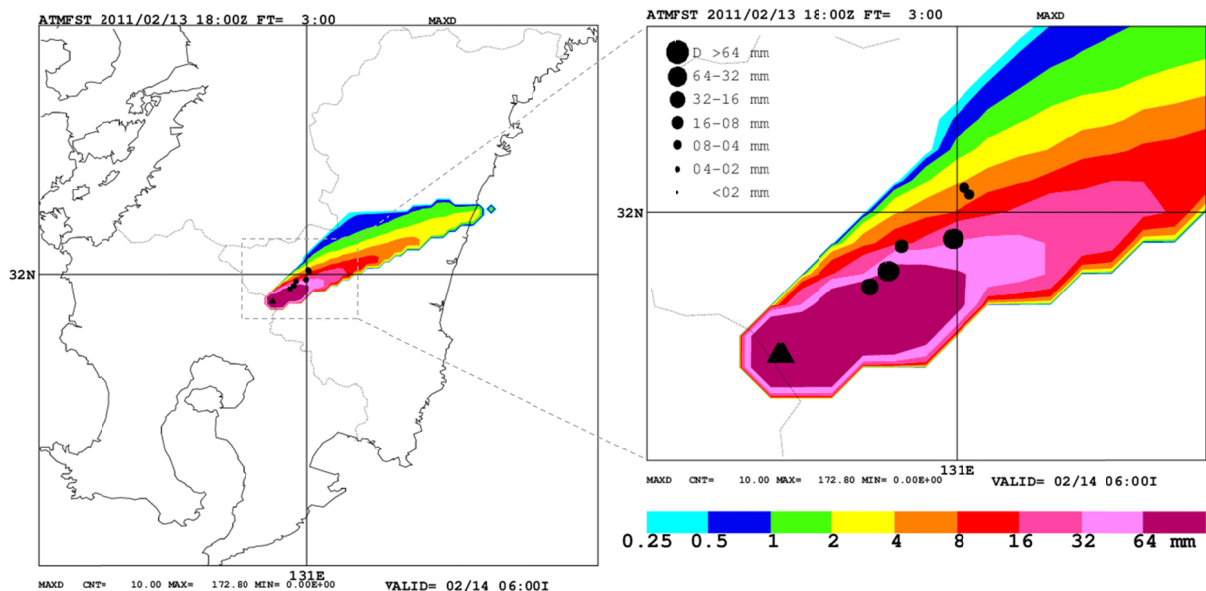 ATMFST 2011/02/13 18:00Z FT= 3:00 MAXD
32N
131E
MAXD CNT= 10.00 MAX= 172.80 MIN= 0.00E+00 VALID= 02/14 06:00I
ATMFST 2011/02/13 18:00Z FT= 3:00 MAXD
D >64 mm
64-32 mm
32-16 mm
16-08 mm
08-04 mm
04-02 mm
<02 mm
32N
131E
MAXD CNT= 10.00 MAX= 172.80 MIN= 0.00E+00 VALID= 02/14 06:00I
0.25 0.5 1 2 4 8 16 32 64 mm